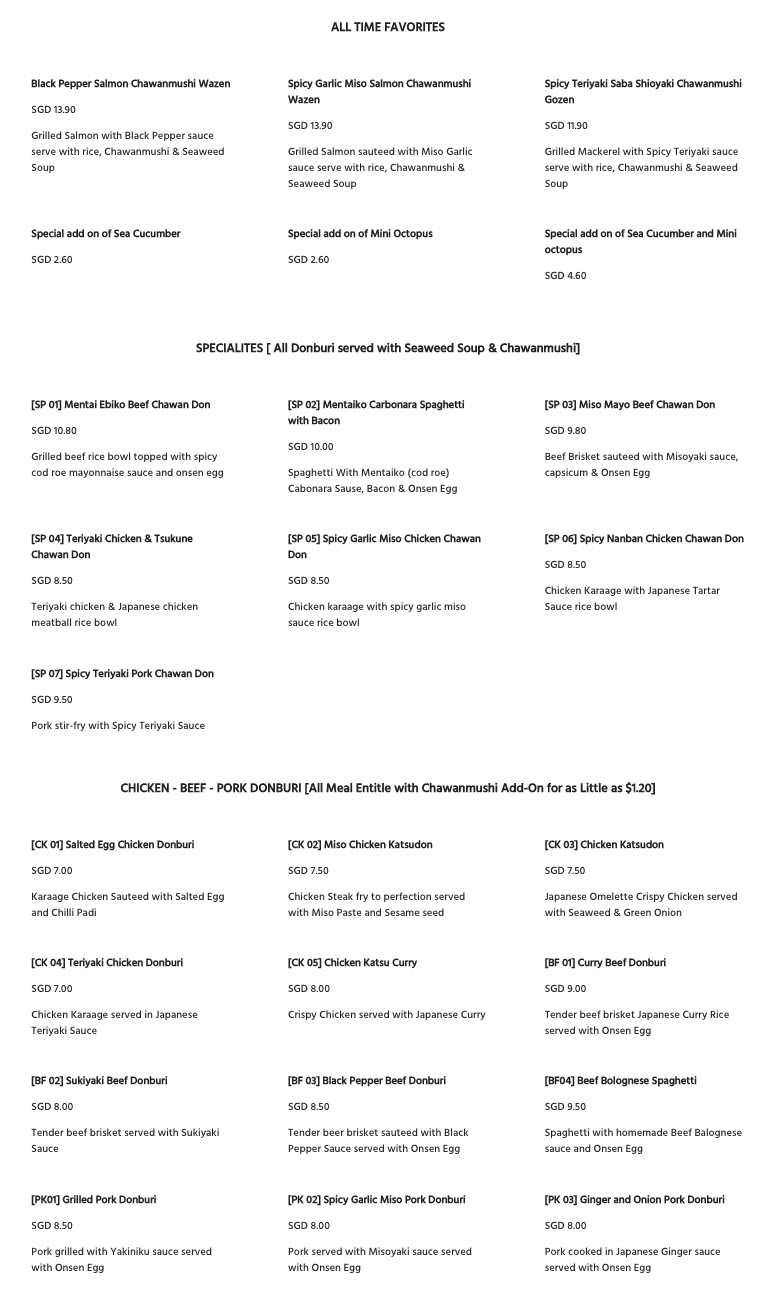 ALL TIME FAVORITES
Black Pepper Salmon Chawanmushi Wazen
SGD 13.90
Grilled Salmon with Black Pepper sauce
serve with rice, Chawanmushi & Seaweed
Soup
Spicy Garlic Miso Salmon Chawanmushi
Wazen
SGD 13.90
Grilled Salmon sauteed with Miso Garlic
sauce serve with rice, Chawanmushi &
Seaweed Soup
Spicy Teriyaki Saba Shioyaki Chawanmushi
Gozen
SGD 11.90
Grilled Mackerel with Spicy Teriyaki sauce
serve with rice, Chawanmushi & Seaweed
Soup
Special add on of Sea Cucumber
SGD 2.60
Special add on of Mini Octopus
SGD 2.60
Special add on of Sea Cucumber and Mini
octopus
SGD 4.60
SPECIALITES [ All Donburi served with Seaweed Soup & Chawanmushi]
[SP 01] Mentai Ebiko Beef Chawan Don
SGD 10.80
Grilled beef rice bowl topped with spicy
cod roe mayonnaise sauce and onsen egg
[SP 02] Mentaiko Carbonara Spaghetti
with Bacon
SGD 10.00
Spaghetti With Mentaiko (cod roe)
Cabonara Sause, Bacon & Onsen Egg
[SP 03] Miso Mayo Beef Chawan Don
SGD 9.80
Beef Brisket sauteed with Misoyaki sauce,
capsicum & Onsen Egg
[SP 04] Teriyaki Chicken & Tsukune
Chawan Don
SGD 8.50
Teriyaki chicken & Japanese chicken
meatball rice bowl
[SP 05] Spicy Garlic Miso Chicken Chawan
Don
SGD 8.50
Chicken karaage with spicy garlic miso
sauce rice bowl
[SP 06] Spicy Nanban Chicken Chawan Don
SGD 8.50
Chicken Karaage with Japanese Tartar
Sauce rice bowl
[SP 07] Spicy Teriyaki Pork Chawan Don
SGD 9.50
Pork stir-fry with Spicy Teriyaki Sauce
CHICKEN - BEEF - PORK DONBURI [All Meal Entitle with Chawanmushi Add-On for as Little as $1.20]
[CK 01] Salted Egg Chicken Donburi
SGD 7.00
Karaage Chicken Sauteed with Salted Egg
and Chilli Padi
[CK 02] Miso Chicken Katsudon
SGD 7.50
Chicken Steak fry to perfection served
with Miso Paste and Sesame seed
[CK 03] Chicken Katsudon
SGD 7.50
Japanese Omelette Crispy Chicken served
with Seaweed & Green Onion
[CK 04] Teriyaki Chicken Donburi
SGD 7.00
Chicken Karaage served in Japanese
Teriyaki Sauce
[CK 05] Chicken Katsu Curry
SGD 8.00
Crispy Chicken served with Japanese Curry
[BF 01] Curry Beef Donburi
SGD 9.00
Tender beef brisket Japanese Curry Rice
served with Onsen Egg
[BF 02] Sukiyaki Beef Donburi
SGD 8.00
Tender beef brisket served with Sukiyaki
Sauce
[BF 03] Black Pepper Beef Donburi
SGD 8.50
Tender beer brisket sauteed with Black
Pepper Sauce served with Onsen Egg
[BF04] Beef Bolognese Spaghetti
SGD 9.50
Spaghetti with homemade Beef Balognese
sauce and Onsen Egg
[PK01] Grilled Pork Donburi
SGD 8.50
Pork grilled with Yakiniku sauce served
with Onsen Egg
[PK 02] Spicy Garlic Miso Pork Donburi
SGD 8.00
Pork served with Misoyaki sauce served
with Onsen Egg
[PK 03] Ginger and Onion Pork Donburi
SGD 8.00
Pork cooked in Japanese Ginger sauce
served with Onsen Egg